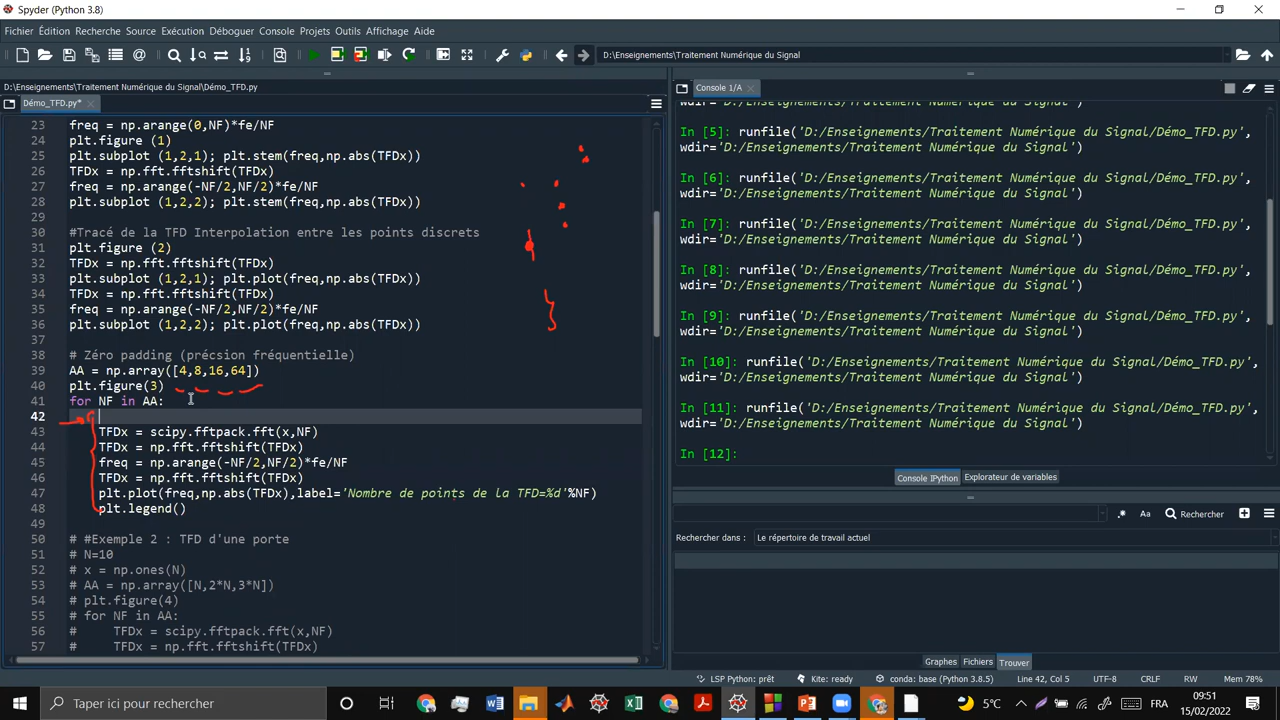 Spyder (Python 3.8)
Fichier Édition Recherche Source Exécution Déboguer Console Projets Outils Affichage Aide
D:\Enseignements\Traitement Numérique du Signal
D:\Enseignements\Traitement Numérique du Signal\Démo_TFD.py
Démo_TFD.py*
23 freq = np.arange(0,NF)*fe/NF
24 plt.figure (1)
25 plt.subplot (1,2,1); plt.stem(freq,np.abs(TFDx))
26 TFDx = np.fft.fftshift(TFDx)
27 freq = np.arange(-NF/2,NF/2)*fe/NF
28 plt.subplot (1,2,2); plt.stem(freq,np.abs(TFDx))
29
30 #Tracé de la TFD Interpolation entre les points discrets
31 plt.figure (2)
32 TFDx = np.fft.fftshift(TFDx)
33 plt.subplot (1,2,1); plt.plot(freq,np.abs(TFDx))
34 TFDx = np.fft.fftshift(TFDx)
35 freq = np.arange(-NF/2,NF/2)*fe/NF
36 plt.subplot (1,2,2); plt.plot(freq,np.abs(TFDx))
37
38 # Zéro padding (précsion fréquentielle)
39 AA = np.array([4,8,16,64])
40 plt.figure(3)
41 for NF in AA:
42
43 TFDx = scipy.fftpack.fft(x,NF)
44 TFDx = np.fft.fftshift(TFDx)
45 freq = np.arange(-NF/2,NF/2)*fe/NF
46 TFDx = np.fft.fftshift(TFDx)
47 plt.plot(freq,np.abs(TFDx),label='Nombre de points de la TFD=%d'%NF)
48 plt.legend()
49
50 # #Exemple 2 : TFD d'une porte
51 # N=10
52 # x = np.ones(N)
53 # AA = np.array([N,2*N,3*N])
54 # plt.figure(4)
55 # for NF in AA:
56 #     TFDx = scipy.fftpack.fft(x,NF)
57 #     TFDx = np.fft.fftshift(TFDx)
Console 1/A
wdir='D:/Enseignements/Traitement Numérique du Signal')
In [5]: runfile('D:/Enseignements/Traitement Numérique du Signal/Démo_TFD.py',
wdir='D:/Enseignements/Traitement Numérique du Signal')
In [6]: runfile('D:/Enseignements/Traitement Numérique du Signal/Démo_TFD.py',
wdir='D:/Enseignements/Traitement Numérique du Signal')
In [7]: runfile('D:/Enseignements/Traitement Numérique du Signal/Démo_TFD.py',
wdir='D:/Enseignements/Traitement Numérique du Signal')
In [8]: runfile('D:/Enseignements/Traitement Numérique du Signal/Démo_TFD.py',
wdir='D:/Enseignements/Traitement Numérique du Signal')
In [9]: runfile('D:/Enseignements/Traitement Numérique du Signal/Démo_TFD.py',
wdir='D:/Enseignements/Traitement Numérique du Signal')
In [10]: runfile('D:/Enseignements/Traitement Numérique du Signal/Démo_TFD.py',
wdir='D:/Enseignements/Traitement Numérique du Signal')
In [11]: runfile('D:/Enseignements/Traitement Numérique du Signal/Démo_TFD.py',
wdir='D:/Enseignements/Traitement Numérique du Signal')
In [12]:
Console IPython Explorateur de variables
.* Aa Rechercher
Rechercher dans : Le répertoire de travail actuel
Graphes Fichiers Trouver
LSP Python: prêt Kite: ready conda: base (Python 3.8.5) Line 42, Col 5 UTF-8 CRLF RW Mem 78%
Taper ici pour rechercher
5°C FRA 09:51
15/02/2022